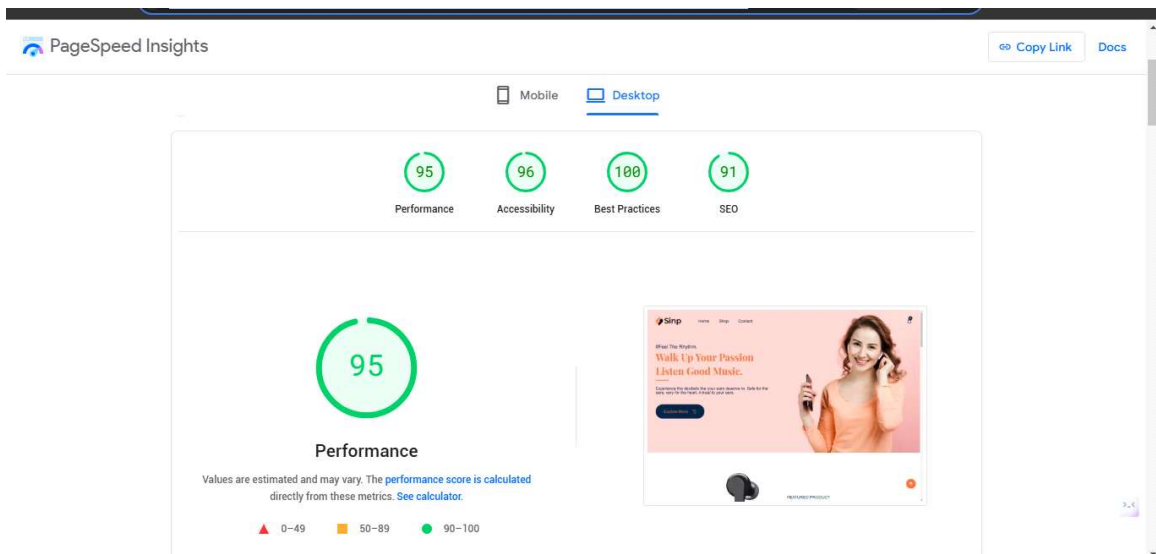 PageSpeed Insights
Copy Link
Docs
Mobile
Desktop
95
96
100
91
Performance
Accessibility
Best Practices
SEO
95
Performance
Values are estimated and may vary. The performance score is calculated
directly from these metrics. See calculator.
0–49
50–89
90–100
Sinp
Home
Shop
Contact
#Feel The Rhythm.
Walk Up Your Passion
Listen Good Music.
Explore More
FEATURED PRODUCT